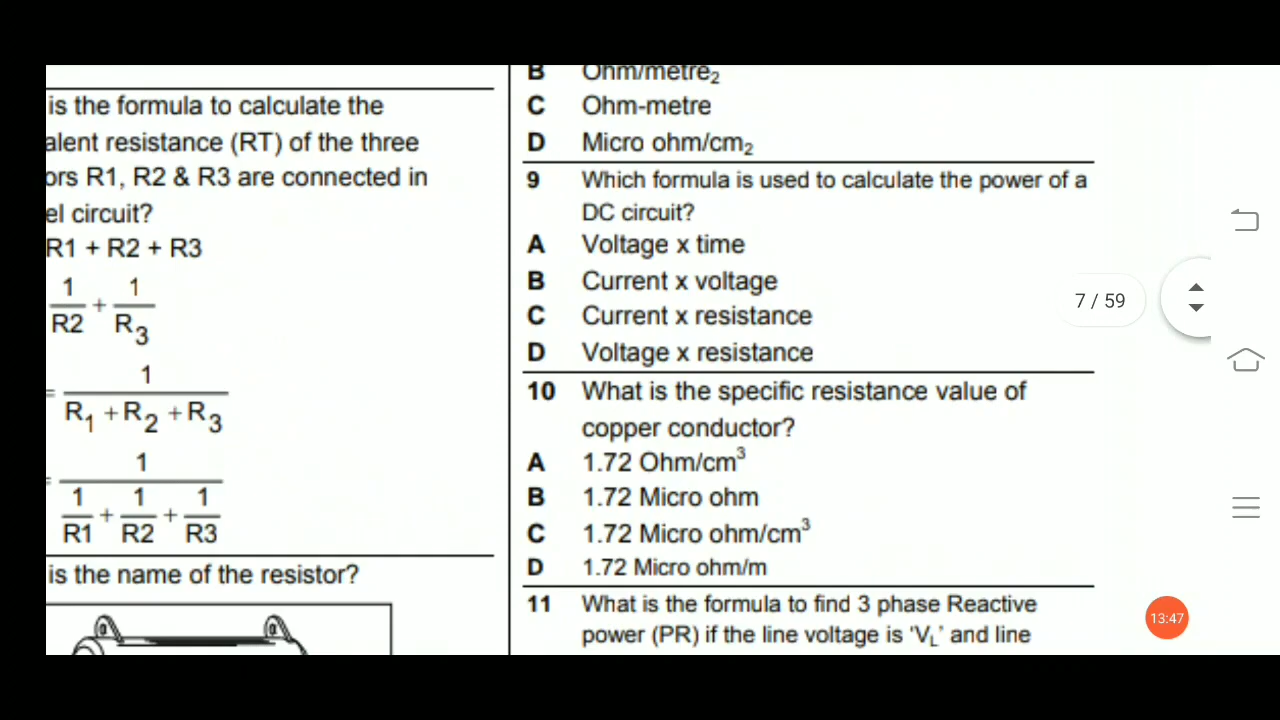 is the formula to calculate the
alent resistance (RT) of the three
ors R1, R2 & R3 are connected in
el circuit?
R1 + R2 + R3
1/R2 + 1/R3
= 1/(R1 + R2 + R3)
= 1/(1/R1 + 1/R2 + 1/R3)
is the name of the resistor?
B Ohm/metre₂
C Ohm-metre
D Micro ohm/cm₂
9 Which formula is used to calculate the power of a
DC circuit?
A Voltage x time
B Current x voltage
C Current x resistance
D Voltage x resistance
10 What is the specific resistance value of
copper conductor?
A 1.72 Ohm/cm³
B 1.72 Micro ohm
C 1.72 Micro ohm/cm³
D 1.72 Micro ohm/m
11 What is the formula to find 3 phase Reactive
power (PR) if the line voltage is 'V_L' and line
7 / 59
13:47